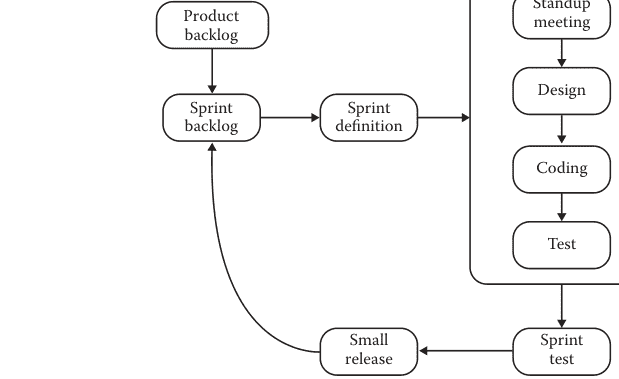 Product
backlog
Sprint
backlog
Sprint
definition
Standup
meeting
Design
Coding
Test
Sprint
test
Small
release